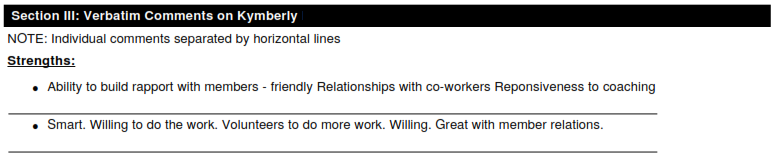 Section III: Verbatim Comments on Kymberly
NOTE: Individual comments separated by horizontal lines
Strengths:
• Ability to build rapport with members - friendly Relationships with co-workers Reponsiveness to coaching
• Smart. Willing to do the work. Volunteers to do more work. Willing. Great with member relations.